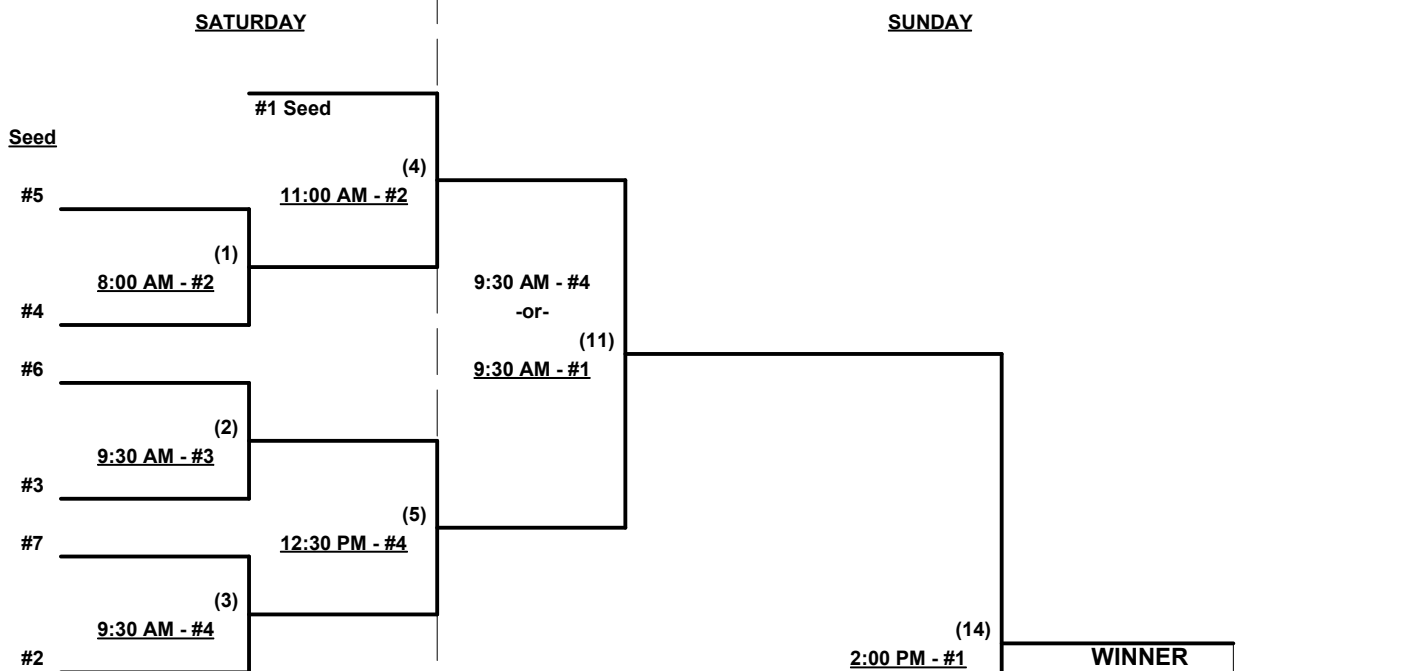 SATURDAY SUNDAY
#1 Seed
Seed
(4)
#5 11:00 AM - #2
(1)
8:00 AM - #2 9:30 AM - #4
#4 -or-
(11)
#6 9:30 AM - #1
(2)
9:30 AM - #3
#3
(5)
#7 12:30 PM - #4
(3)
9:30 AM - #4 (14)
#2 2:00 PM - #1 WINNER